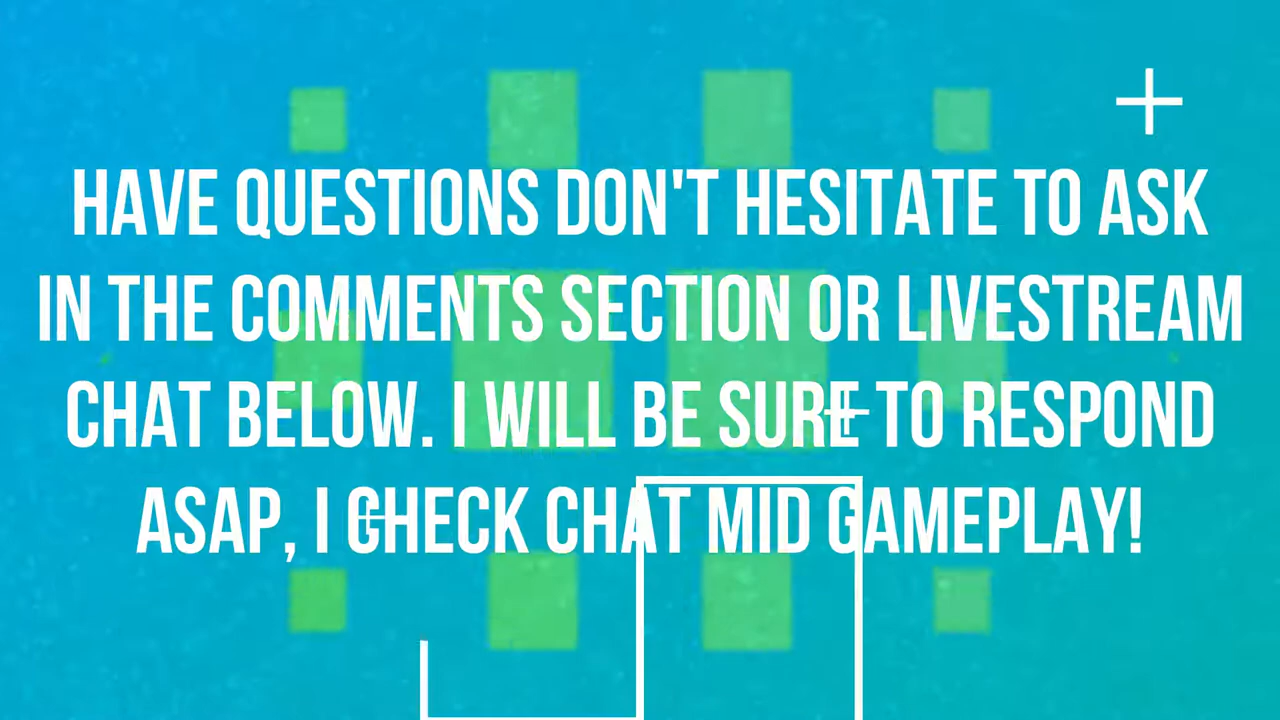 HAVE QUESTIONS DON'T HESITATE TO ASK
IN THE COMMENTS SECTION OR LIVESTREAM
CHAT BELOW. I WILL BE SURE TO RESPOND
ASAP, I CHECK CHAT MID GAMEPLAY!